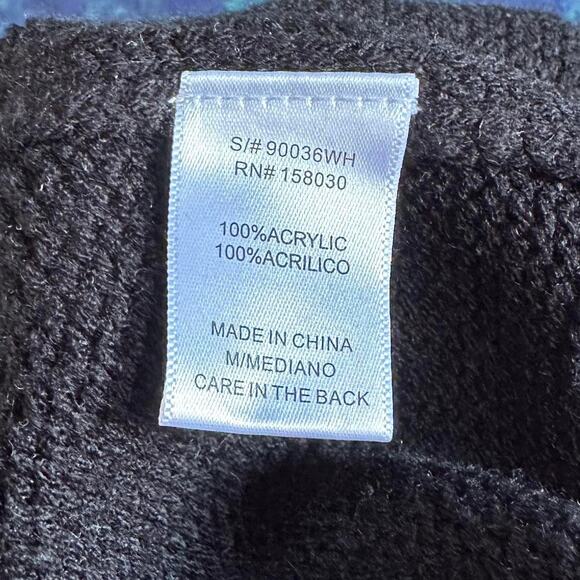 S/# 90036WH
RN# 158030
100%ACRYLIC
100%ACRILICO
MADE IN CHINA
M/MEDIANO
CARE IN THE BACK